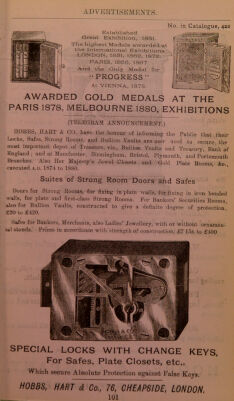 ADVERTISEMENTS.
No. in Catalogue, 422
Established
Great Exhibition, 1851.
The highest Medals awarded at
the International Exhibitions
LONDON, 1851, 1862, 1872.
PARIS, 1855, 1867
And the Gold Medal for
"PROGRESS"
At VIENNA, 1873.
AWARDED GOLD MEDALS AT THE
PARIS 1878, MELBOURNE 1880, EXHIBITIONS
(TELEGRAM ANNOUNCEMENT.)
HOBBS, HART & CO. have the honour of informing the Public that their
Locks, Safes, Strong Rooms, and Bullion Vaults are used to secure the
most important depot of Treasure, viz., Bullion Vaults and Treasury, Bank of
England; and at Manchester, Birmingham, Bristol, Plymouth, and Portsmouth
Branches. Also Her Majesty's Jewel Closets and Gold Plate Rooms, &c.,
executed A.D. 1874 to 1880.
Suites of Strong Room Doors and Safes
Doors for Strong Rooms, for fixing in plain walls, for fixing in iron bonded
walls, for plate and first-class Strong Rooms. For Bankers' Securities Rooms,
also for Bullion Vaults, constructed to give a definite degree of protection.
£20 to £420.
Safes for Bankers, Merchants, also Ladies' Jewellery, with or without ornamental
stands. Prices in accordance with strength of construction, to £400
SPECIAL LOCKS WITH CHANGE KEYS,
For Safes, Plate Closets, etc.,
Which secure Absolute Protection against False Keys.
HOBBS, HART & Co., 76, CHEAPSIDE, LONDON.
101